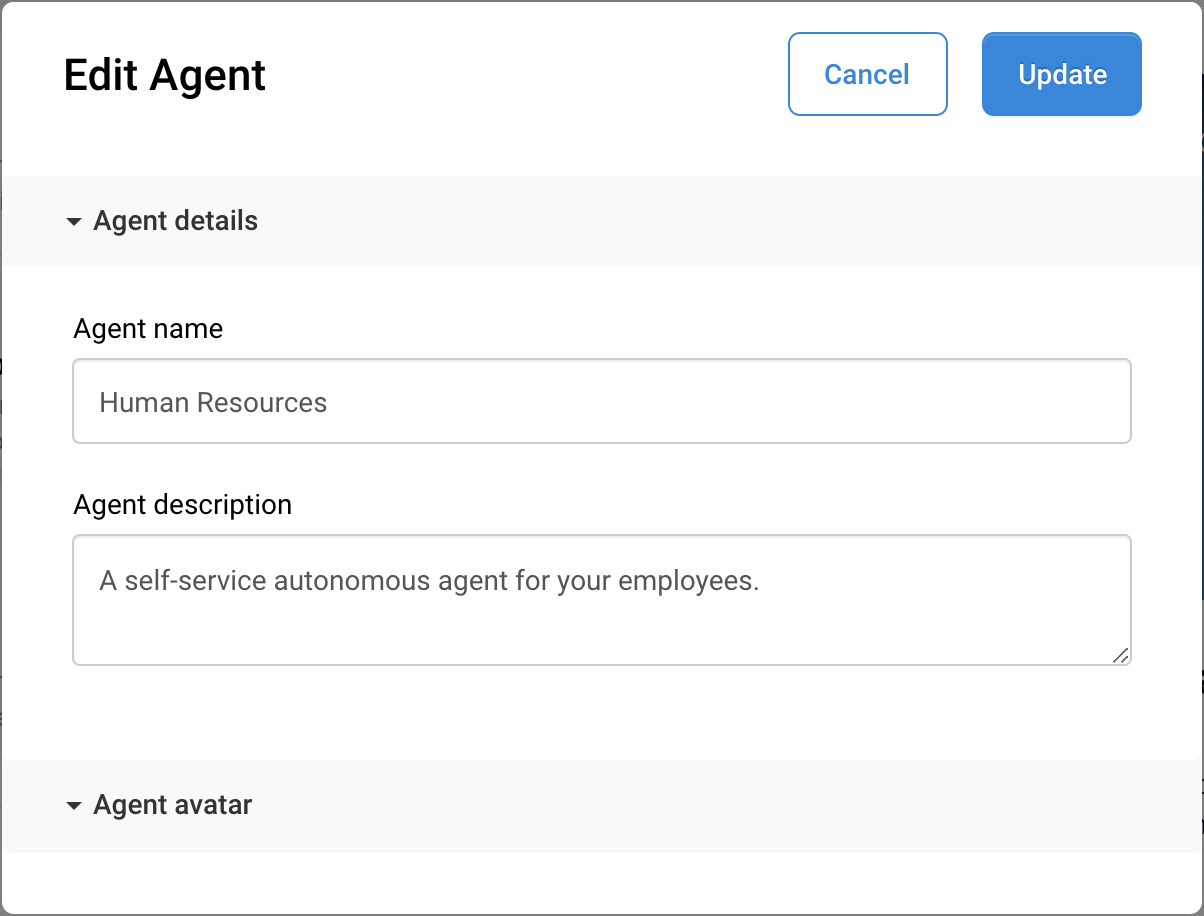 Edit Agent
Cancel
Update
Agent details
Agent name
Human Resources
Agent description
A self-service autonomous agent for your employees.
Agent avatar